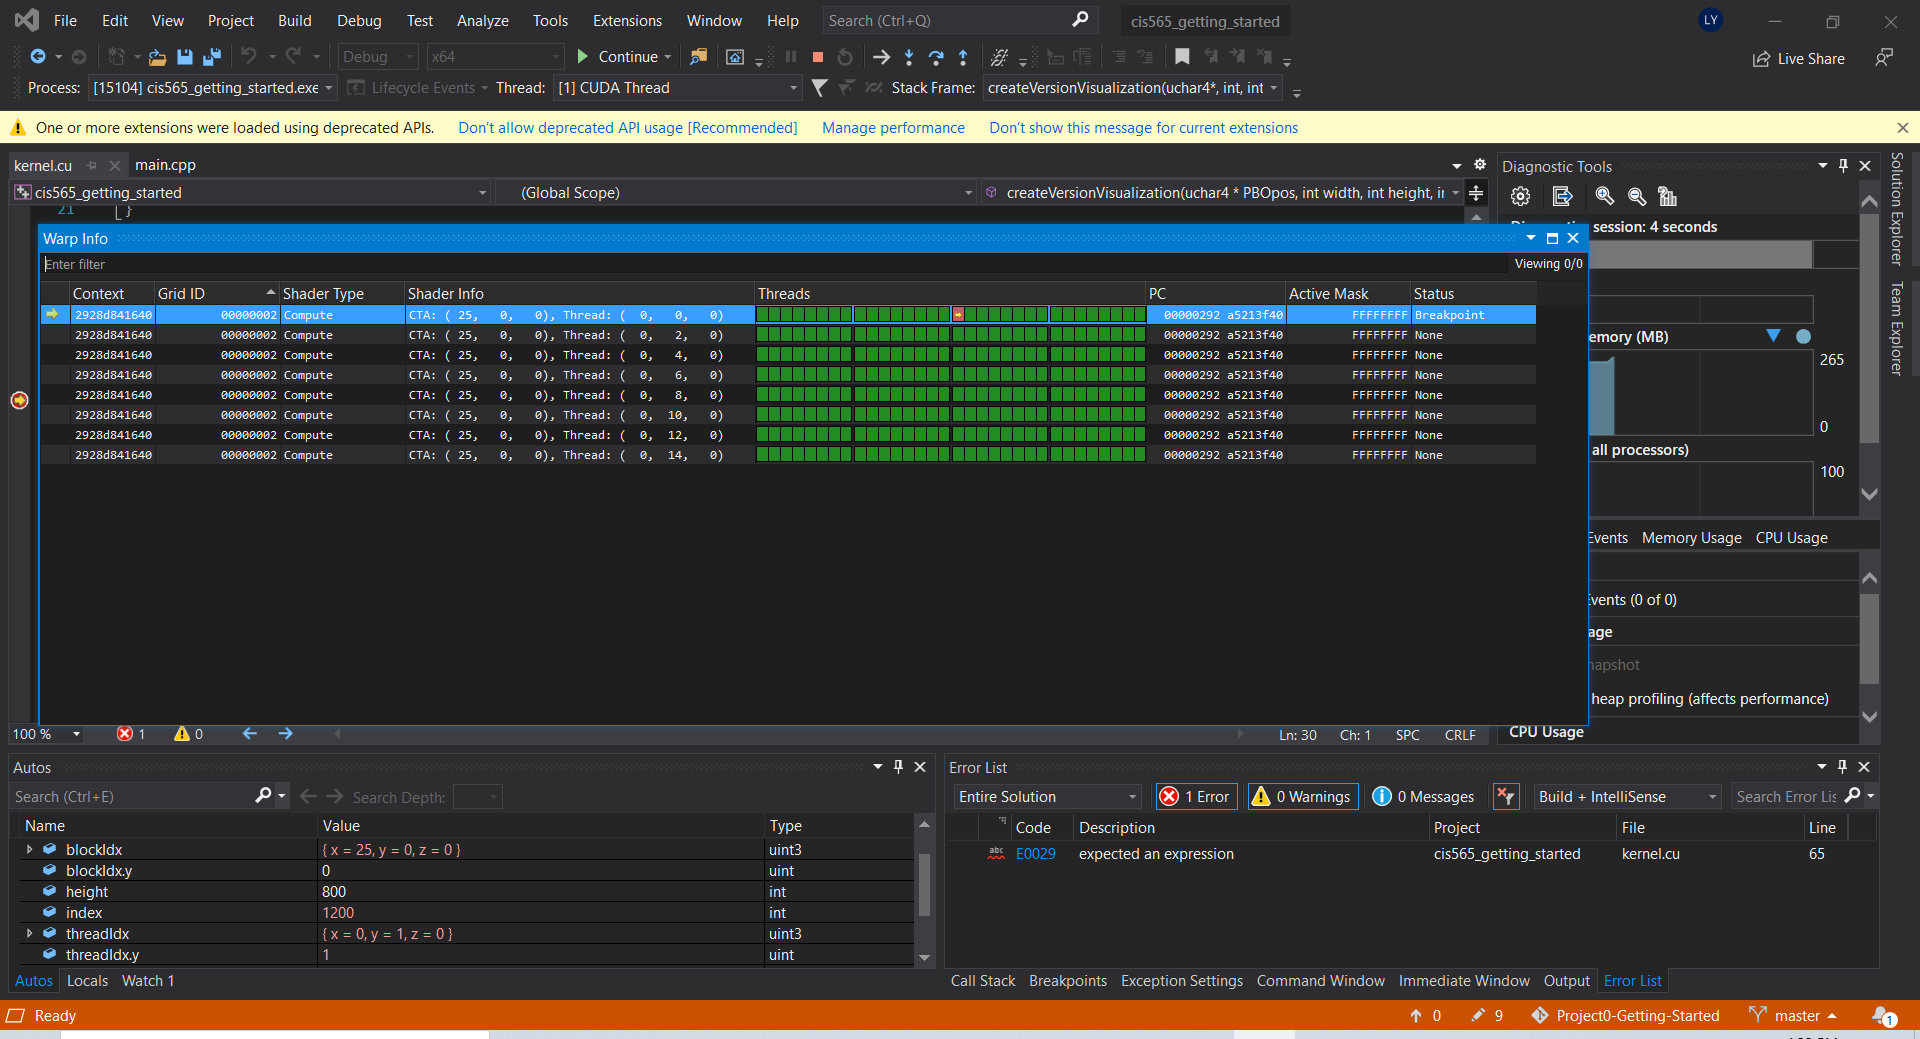 File Edit View Project Build Debug Test Analyze Tools Extensions Window Help Search (Ctrl+Q) cis565_getting_started LY
Debug x64 Continue Live Share
Process: [15104] cis565_getting_started.exe Lifecycle Events Thread: [1] CUDA Thread Stack Frame: createVersionVisualization(uchar4*, int, int
One or more extensions were loaded using deprecated APIs. Don't allow deprecated API usage [Recommended] Manage performance Don't show this message for current extensions
kernel.cu main.cpp
Diagnostic Tools
cis565_getting_started (Global Scope) createVersionVisualization(uchar4 * PBOpos, int width, int height, i
21 }
session: 4 seconds
Warp Info
Enter filter Viewing 0/0
Context Grid ID Shader Type Shader Info Threads PC Active Mask Status
2928d841640 00000002 Compute CTA: ( 25, 0, 0), Thread: ( 0, 0, 0) 00000292 a5213f40 FFFFFFFF Breakpoint
2928d841640 00000002 Compute CTA: ( 25, 0, 0), Thread: ( 0, 2, 0) 00000292 a5213f40 FFFFFFFF None
2928d841640 00000002 Compute CTA: ( 25, 0, 0), Thread: ( 0, 4, 0) 00000292 a5213f40 FFFFFFFF None
2928d841640 00000002 Compute CTA: ( 25, 0, 0), Thread: ( 0, 6, 0) 00000292 a5213f40 FFFFFFFF None
2928d841640 00000002 Compute CTA: ( 25, 0, 0), Thread: ( 0, 8, 0) 00000292 a5213f40 FFFFFFFF None
2928d841640 00000002 Compute CTA: ( 25, 0, 0), Thread: ( 0, 10, 0) 00000292 a5213f40 FFFFFFFF None
2928d841640 00000002 Compute CTA: ( 25, 0, 0), Thread: ( 0, 12, 0) 00000292 a5213f40 FFFFFFFF None
2928d841640 00000002 Compute CTA: ( 25, 0, 0), Thread: ( 0, 14, 0) 00000292 a5213f40 FFFFFFFF None
emory (MB)
265
0
all processors)
100
Events Memory Usage CPU Usage
Events (0 of 0)
age
napshot
heap profiling (affects performance)
CPU Usage
Solution Explorer
Team Explorer
100 % 1 0 Ln: 30 Ch: 1 SPC CRLF
Autos
Search (Ctrl+E) Search Depth:
Name Value Type
blockIdx { x = 25, y = 0, z = 0 } uint3
blockIdx.y 0 uint
height 800 int
index 1200 int
threadIdx { x = 0, y = 1, z = 0 } uint3
threadIdx.y 1 uint
Autos Locals Watch 1
Error List
Entire Solution 1 Error 0 Warnings 0 Messages Build + IntelliSense Search Error Lis
Code Description Project File Line
abc E0029 expected an expression cis565_getting_started kernel.cu 65
Call Stack Breakpoints Exception Settings Command Window Immediate Window Output Error List
Ready 0 9 Project0-Getting-Started master 1